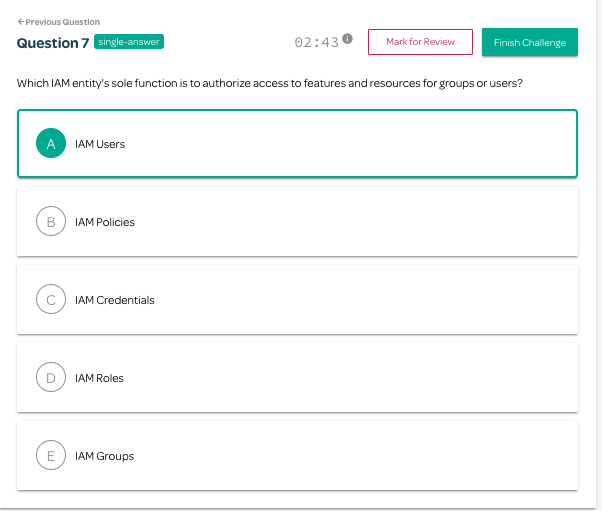 ←Previous Question
Question 7 single-answer 02:43 i Mark for Review Finish Challenge
Which IAM entity's sole function is to authorize access to features and resources for groups or users?
A IAM Users
B IAM Policies
C IAM Credentials
D IAM Roles
E IAM Groups